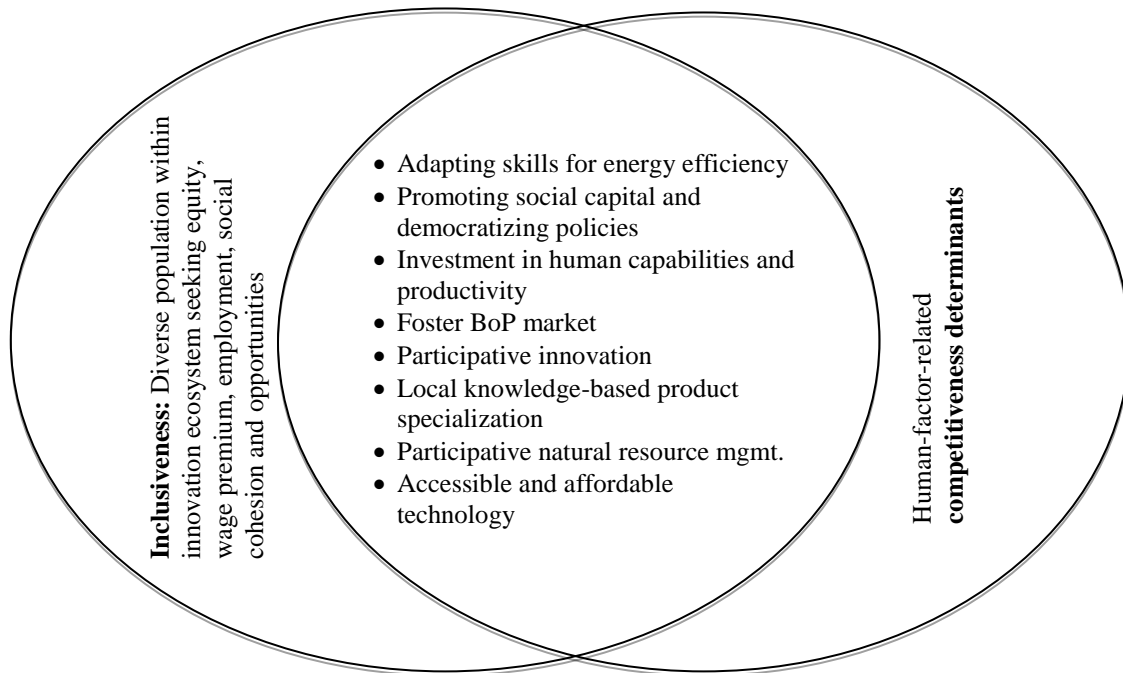 Inclusiveness: Diverse population within
innovation ecosystem seeking equity,
wage premium, employment, social
cohesion and opportunities
• Adapting skills for energy efficiency
• Promoting social capital and
democratizing policies
• Investment in human capabilities and
productivity
• Foster BoP market
• Participative innovation
• Local knowledge-based product
specialization
• Participative natural resource mgmt.
• Accessible and affordable
technology
Human-factor-related
competitiveness determinants